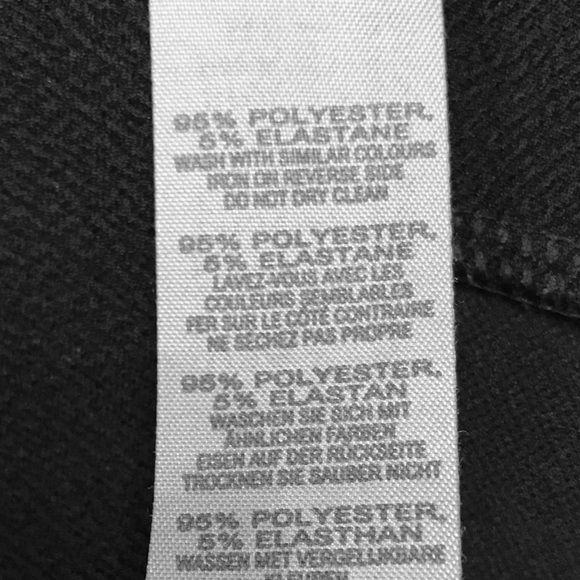 95% POLYESTER,
5% ELASTANE
WASH WITH SIMILAR COLOURS
IRON ON REVERSE SIDE
DO NOT DRY CLEAN
95% POLYESTER,
5% ELASTANE
LAVEZ-VOUS AVEC LES
COULEURS SEMBLABLES
FER SUR LE COTÉ CONTRAIRE
NE SECHEZ PAS PROPRE
95% POLYESTER,
5% ELASTAN
WASCHEN SIE SICH MIT
ÄHNLICHEN FARBEN
EISEN AUF DER RUCKSEITE
TROCKNEN SIE SAUBER NICHT
95% POLYESTER,
5% ELASTHAN
WASSEN MET VERGELIJKBARE
KLEUREN